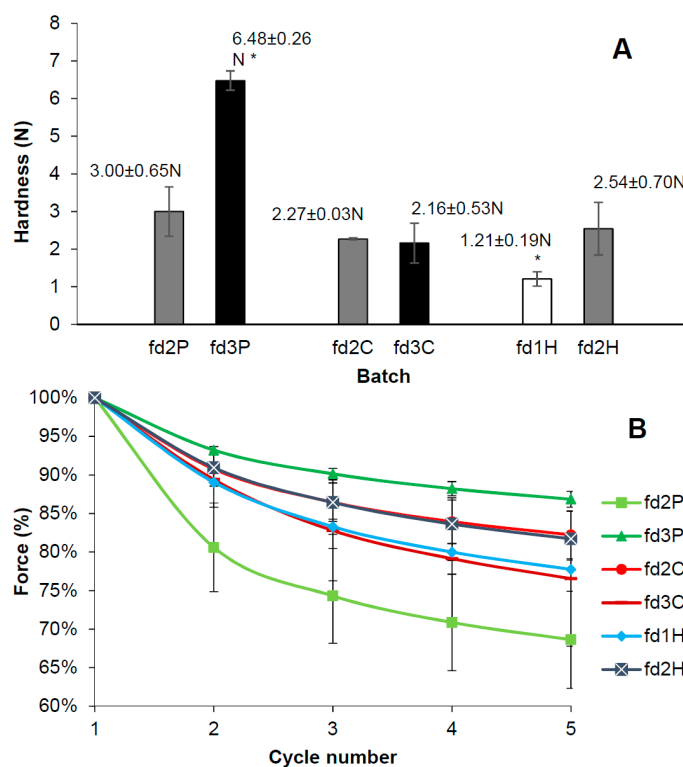 A
Hardness (N)
8
7
6
5
4
3
2
1
0
3.00±0.65N
6.48±0.26
N *
2.27±0.03N
2.16±0.53N
1.21±0.19N
*
2.54±0.70N
fd2P
fd3P
fd2C
fd3C
fd1H
fd2H
Batch
B
Force (%)
100%
95%
90%
85%
80%
75%
70%
65%
60%
1
2
3
4
5
Cycle number
fd2P
fd3P
fd2C
fd3C
fd1H
fd2H